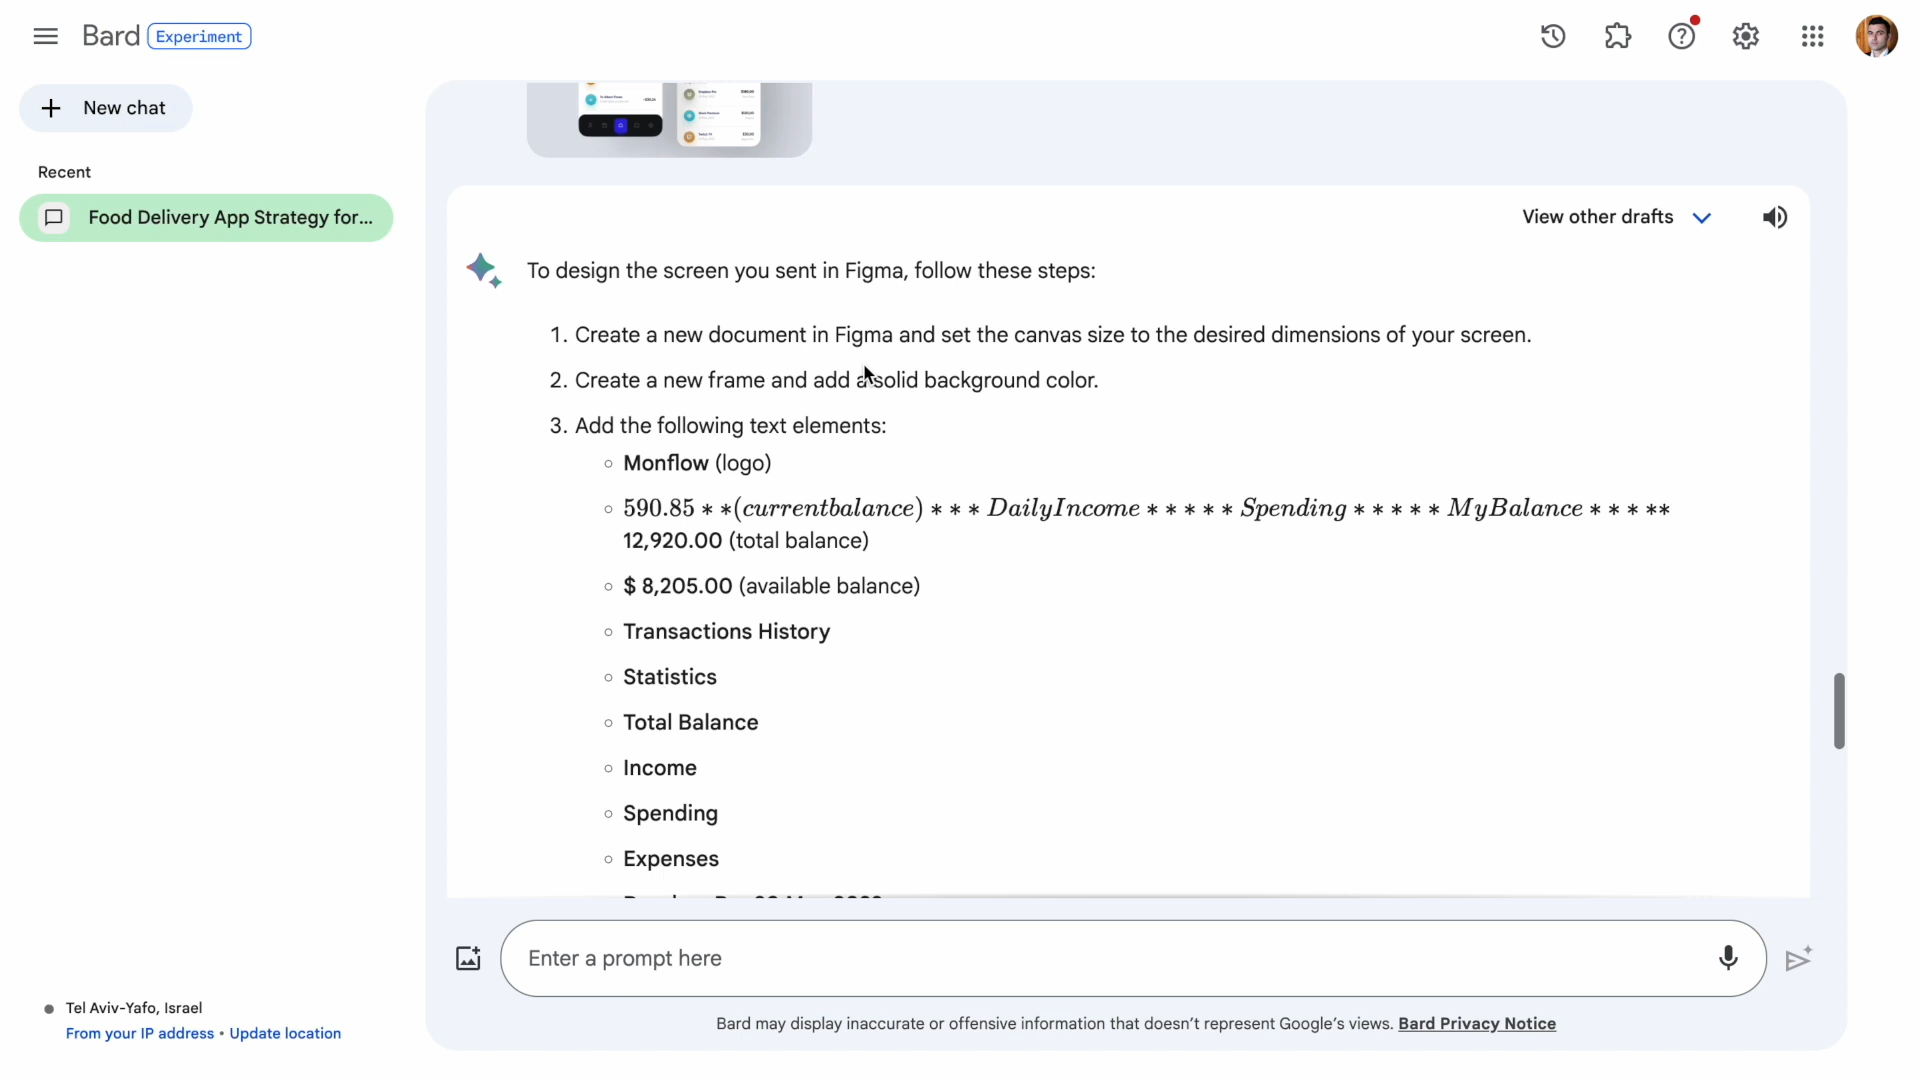 Bard Experiment
New chat
Recent
Food Delivery App Strategy for...
View other drafts
To design the screen you sent in Figma, follow these steps:
1. Create a new document in Figma and set the canvas size to the desired dimensions of your screen.
2. Create a new frame and add a solid background color.
3. Add the following text elements:
Monflow (logo)
590.85 ∗ ∗(currentbalance) ∗ ∗ ∗ DailyIncome ∗ ∗ ∗ ∗ ∗ Spending ∗ ∗ ∗ ∗ ∗ MyBalance ∗ ∗ ∗ ∗∗
12,920.00 (total balance)
$ 8,205.00 (available balance)
Transactions History
Statistics
Total Balance
Income
Spending
Expenses
Enter a prompt here
Tel Aviv-Yafo, Israel
From your IP address • Update location
Bard may display inaccurate or offensive information that doesn't represent Google's views. Bard Privacy Notice